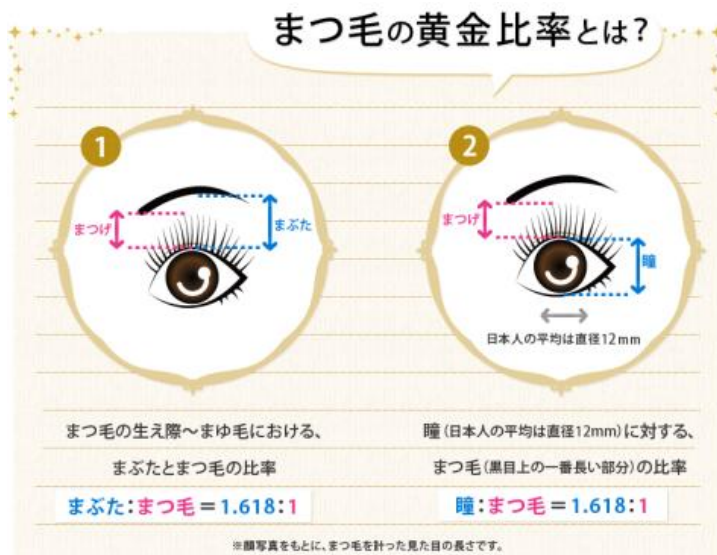 まつ毛の黄金比率とは?
1
まつげ
まぶた
まつ毛の生え際～まゆ毛における、
まぶたとまつ毛の比率
まぶた:まつ毛＝1.618:1
2
まつげ
瞳
日本人の平均は直径12mm
瞳(日本人の平均は直径12mm)に対する、
まつ毛(黒目上の一番長い部分)の比率
瞳:まつ毛＝1.618:1
※顔写真をもとに、まつ毛を計った見た目の長さです。